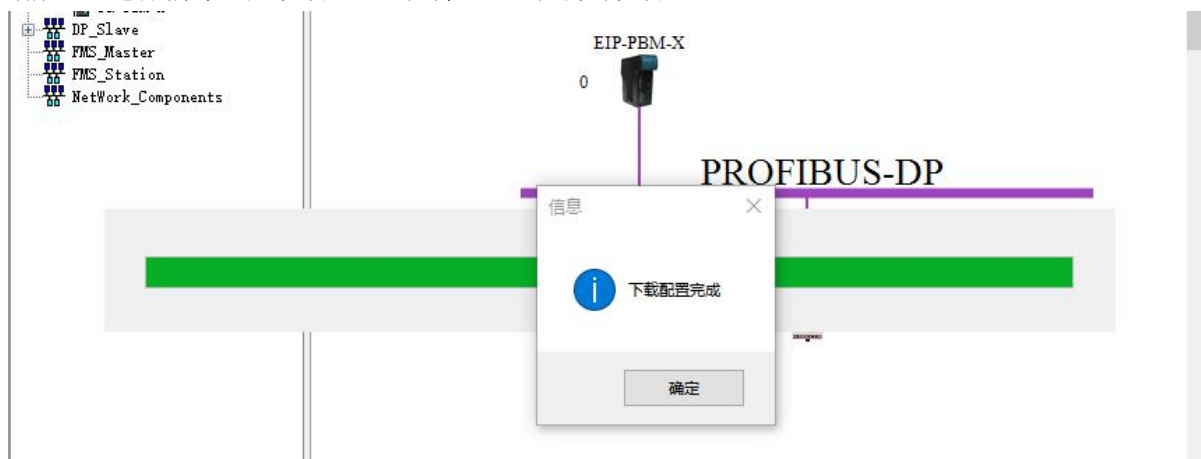 DP_Slave
FMS_Master
FMS_Station
NetWork_Components
EIP-PBM-X
0
PROFIBUS-DP
信息
下载配置完成
确定